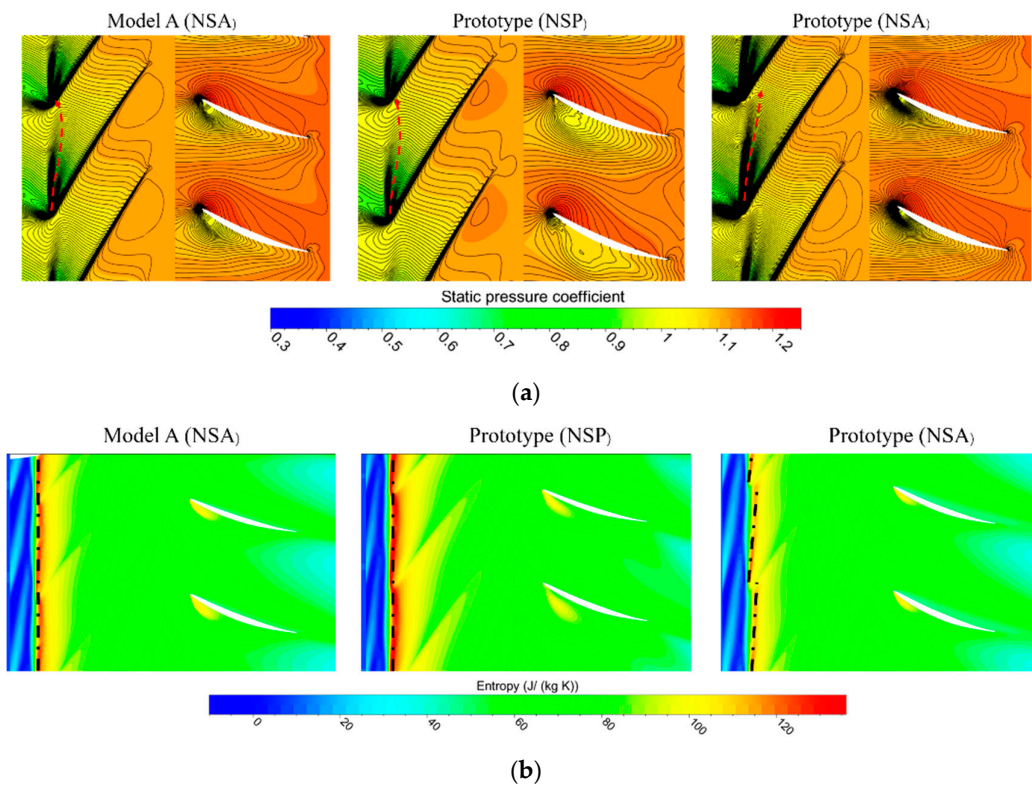 Model A (NSA) Prototype (NSP) Prototype (NSA)
Static pressure coefficient
0.3 0.4 0.5 0.6 0.7 0.8 0.9 1 1.1 1.2
(a)
Model A (NSA) Prototype (NSP) Prototype (NSA)
Entropy (J/ (kg K))
0 20 40 60 80 100 120
(b)